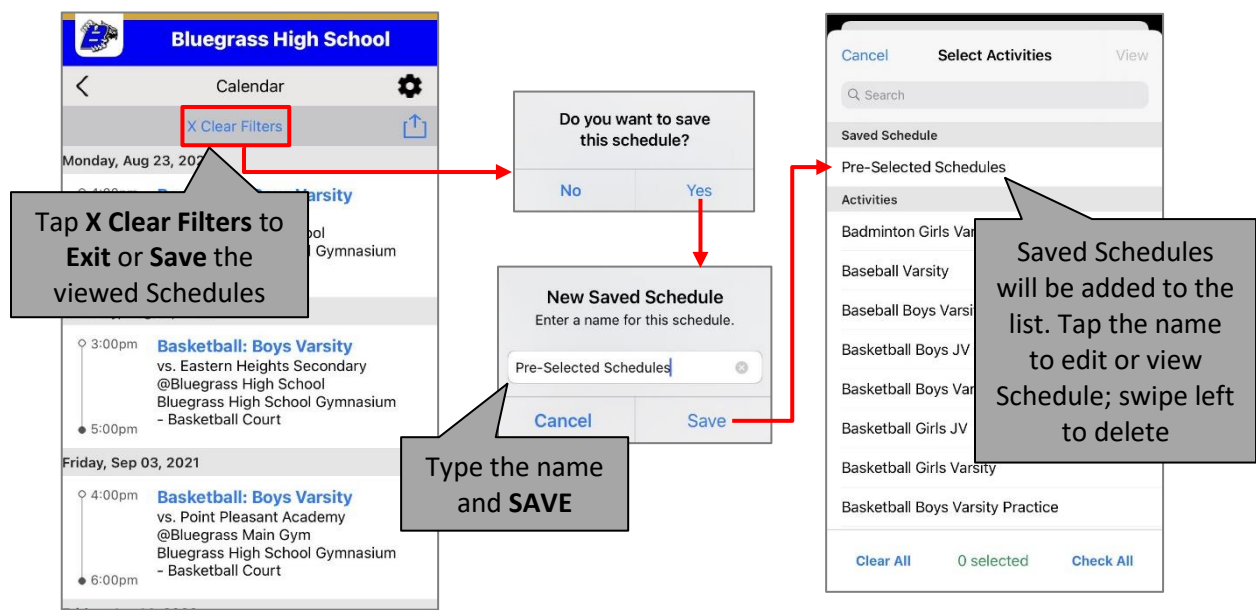 Bluegrass High School
Calendar
X Clear Filters
Monday, Aug 23, 202
Tap X Clear Filters to
Exit or Save the
viewed Schedules
arsity
ool
Gymnasium
3:00pm
Basketball: Boys Varsity
vs. Eastern Heights Secondary
@Bluegrass High School
Bluegrass High School Gymnasium
- Basketball Court
5:00pm
Friday, Sep 03, 2021
4:00pm
Basketball: Boys Varsity
vs. Point Pleasant Academy
@Bluegrass Main Gym
Bluegrass High School Gymnasium
- Basketball Court
6:00pm
Do you want to save
this schedule?
No Yes
New Saved Schedule
Enter a name for this schedule.
Pre-Selected Schedules
Cancel Save
Type the name
and SAVE
Cancel Select Activities View
Search
Saved Schedule
Pre-Selected Schedules
Activities
Badminton Girls Var
Baseball Varsity
Baseball Boys Varsi
Basketball Boys JV
Basketball Boys Var
Basketball Girls JV
Basketball Girls Varsity
Basketball Boys Varsity Practice
Clear All 0 selected Check All
Saved Schedules
will be added to the
list. Tap the name
to edit or view
Schedule; swipe left
to delete